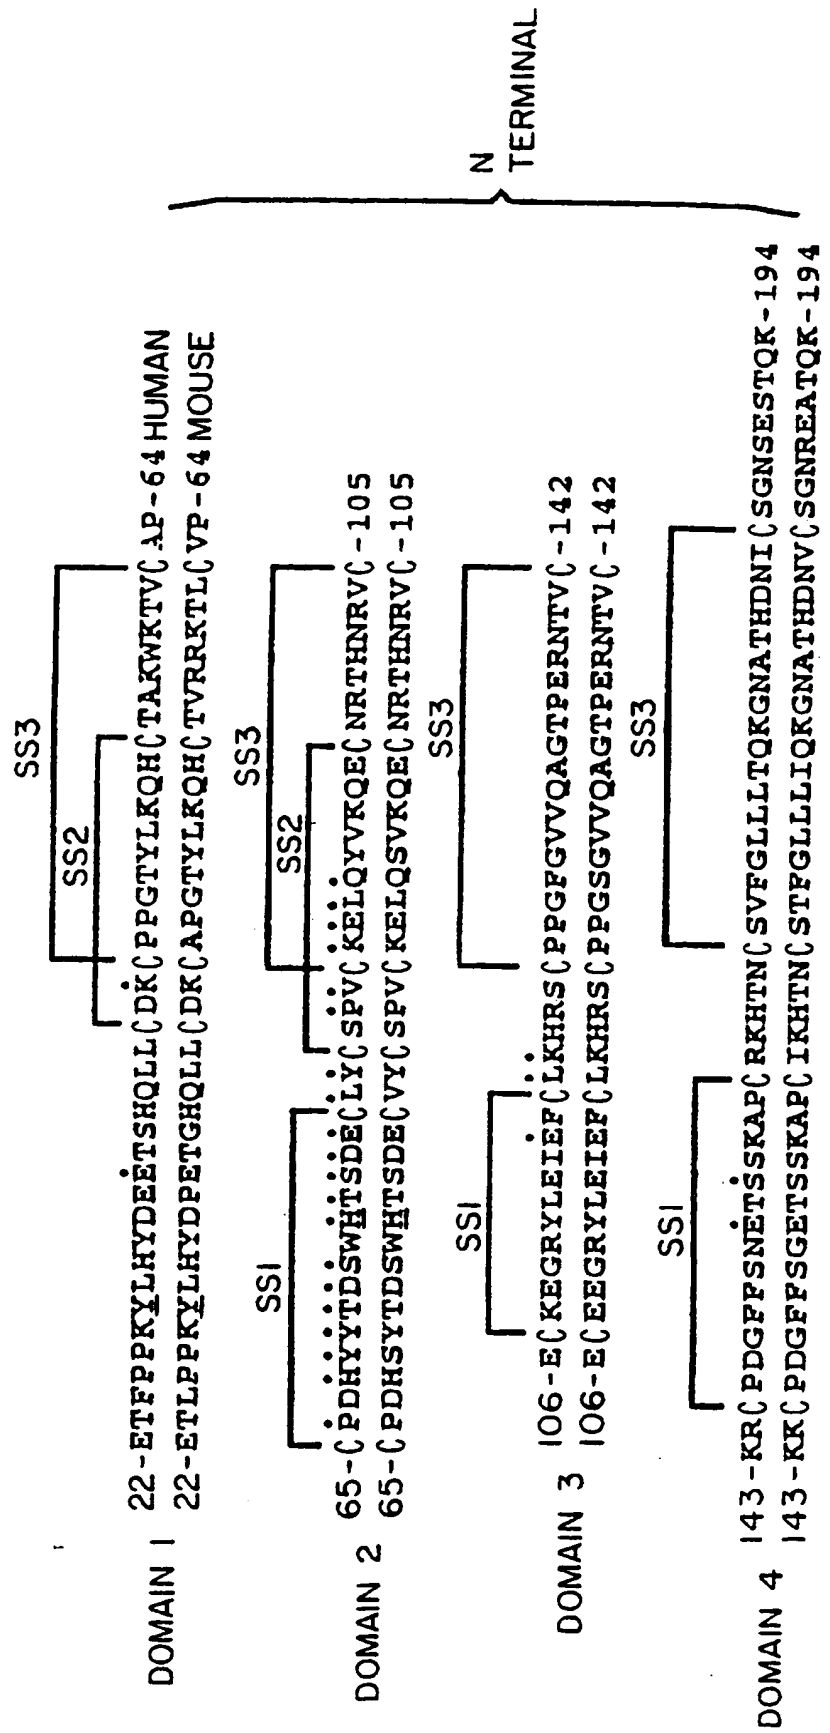 SS3
SS2
DOMAIN 1 22-ETFPPKYLHYDEETSHQLLCDKCPPGTYLKQHCTAKWKTVCAP-64 HUMAN
22-ETLPPKYLHYDPETGHQLLCDKCAPGTYLKQHCTVRRKTLCVP-64 MOUSE
SS3
SS1
SS2
DOMAIN 2 65-CPDHYYTDSWHTSDECLYCSPVCKELQYVKQECNRTHNRVC-105
65-CPDHSYTDSWHTSDECVYCSPVCKELQSVKQECNRTHNRVC-105
SS1
SS3
DOMAIN 3 106-ECKEGRYLEIEFCLKHRSCPPGFGVVQAGTPERNTVC-142
106-ECEEGRYLEIEFCLKHRSCPPGSGVVQAGTPERNTVC-142
SS1
SS3
DOMAIN 4 143-KRCPDGFFSNETSSKAPCRKHTNCSVFGLLLTQKGNATHDNICSGNSESTQK-194
143-KKCPDGFFSGETSSKAPCIKHTNCSTFGLLLIQKGNATHDNVCSGNREATQK-194
N
TERMINAL